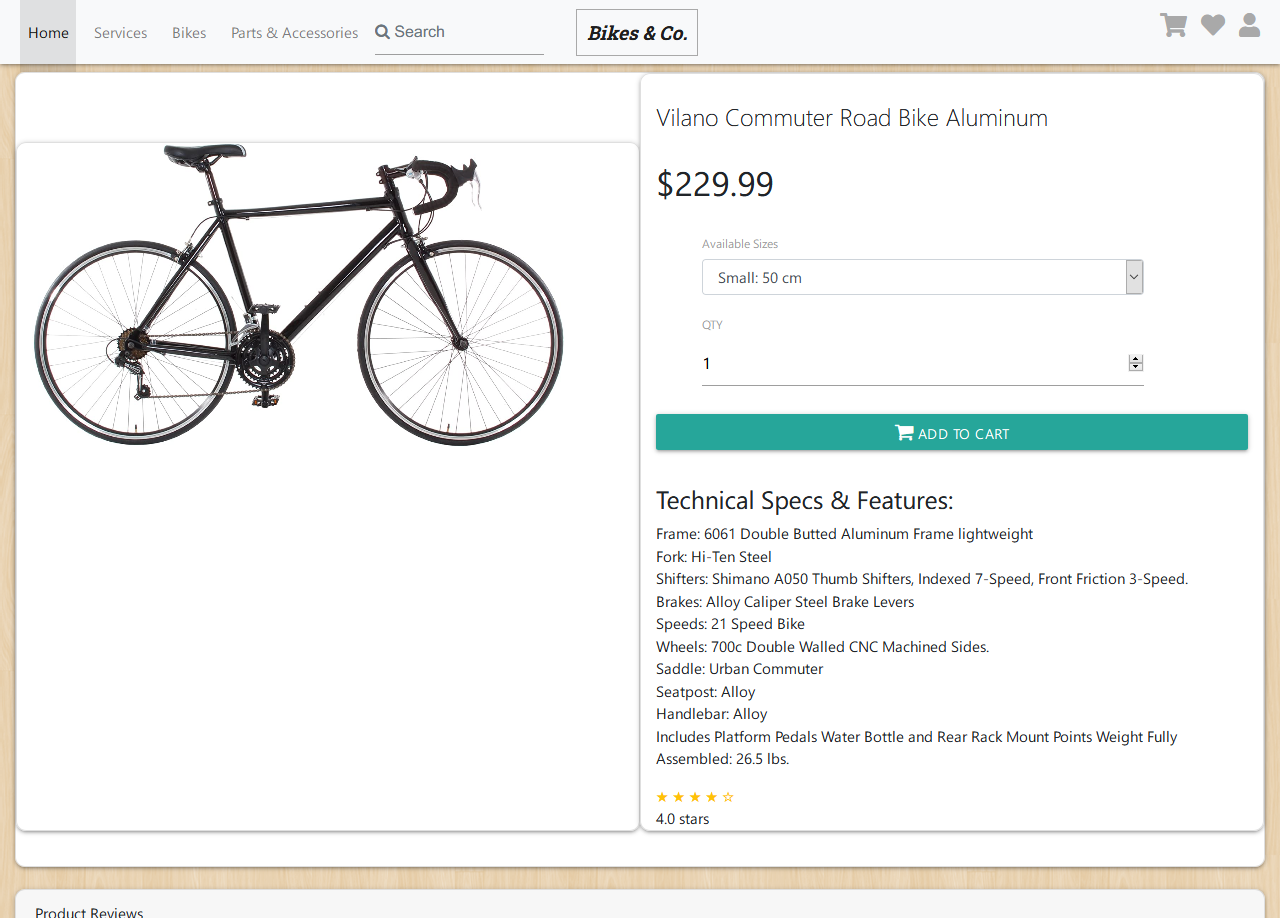 Home Services Bikes Parts & Accessories Search Bikes & Co.
Vilano Commuter Road Bike Aluminum
$229.99
Available Sizes
Small: 50 cm
QTY
1
ADD TO CART
Technical Specs & Features:
Frame: 6061 Double Butted Aluminum Frame lightweight
Fork: Hi-Ten Steel
Shifters: Shimano A050 Thumb Shifters, Indexed 7-Speed, Front Friction 3-Speed.
Brakes: Alloy Caliper Steel Brake Levers
Speeds: 21 Speed Bike
Wheels: 700c Double Walled CNC Machined Sides.
Saddle: Urban Commuter
Seatpost: Alloy
Handlebar: Alloy
Includes Platform Pedals Water Bottle and Rear Rack Mount Points Weight Fully
Assembled: 26.5 lbs.
4.0 stars
Product Reviews